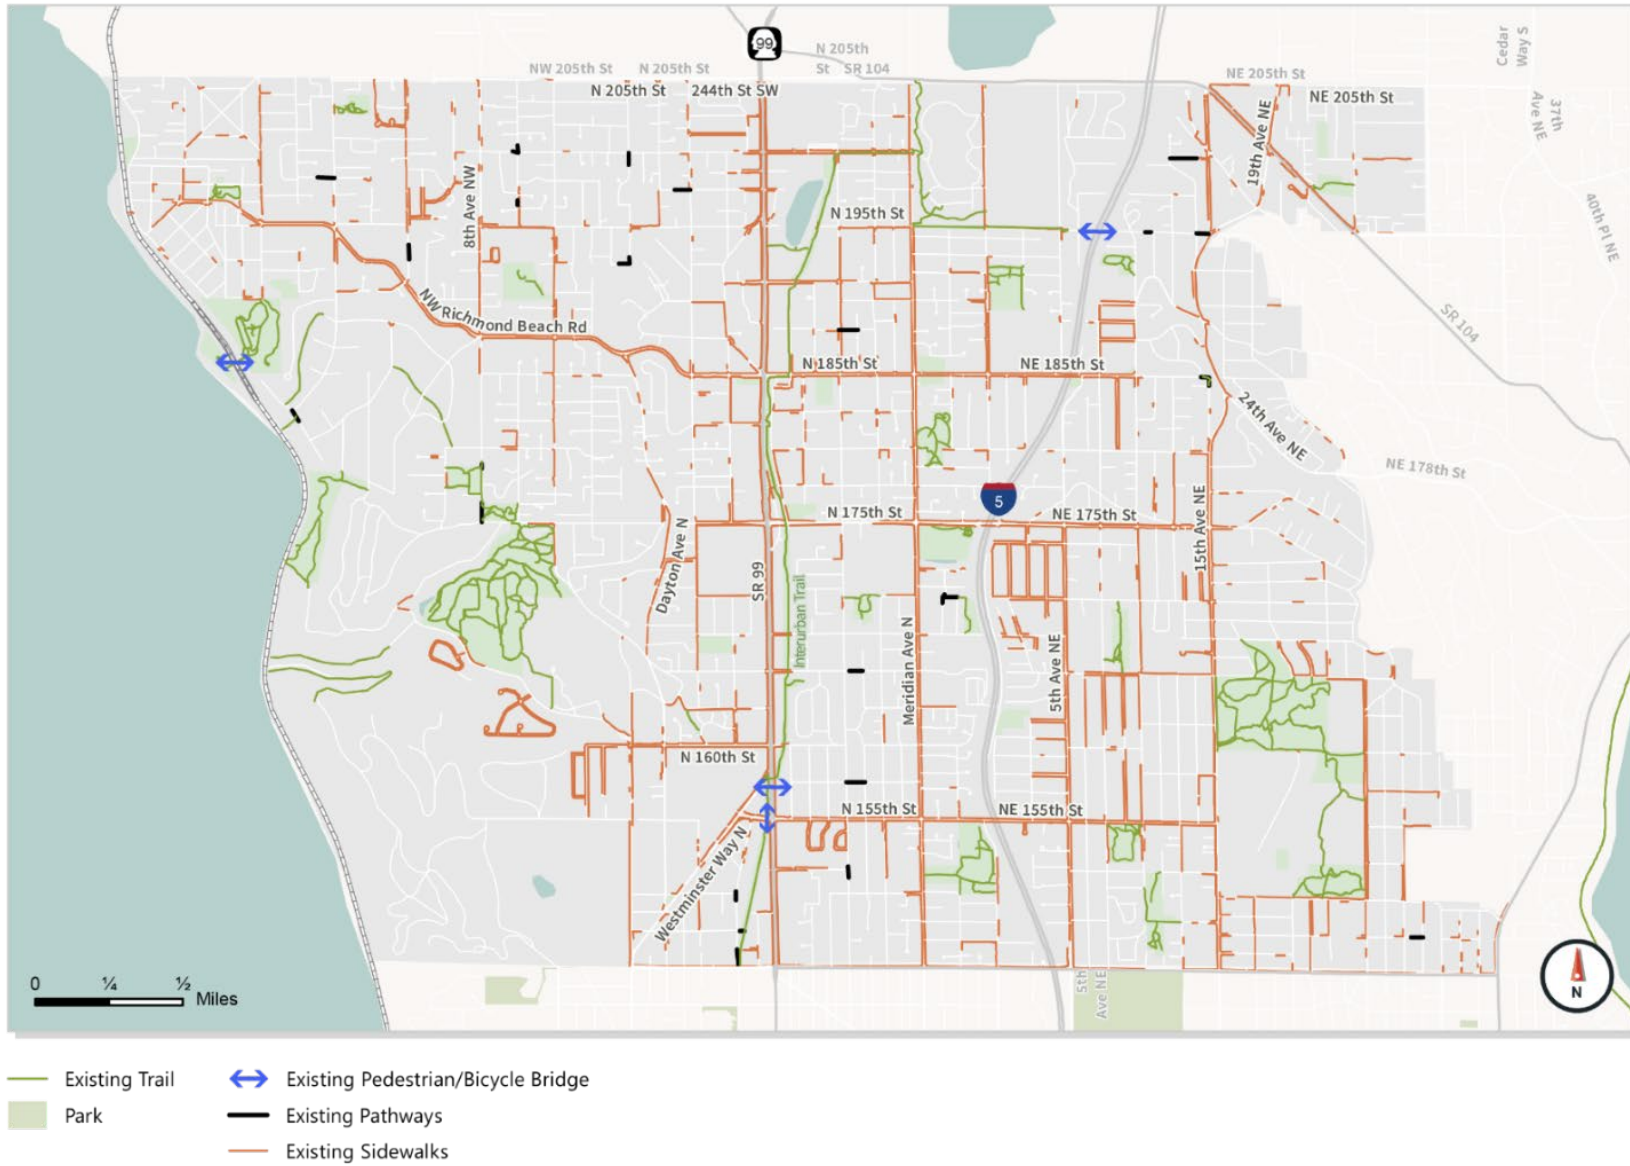 99
N 205th
St SR 104
NW 205th St
N 205th St
N 205th St
244th St SW
NE 205th St
NE 205th St
Cedar
Way S
37th
Ave NE
19th Ave NE
8th Ave NW
40th Pl NE
N 195th St
NW Richmond Beach Rd
SR 104
N 185th St
NE 185th St
24th Ave NE
NE 178th St
5
N 175th St
NE 175th St
15th Ave NE
Dayton Ave N
SR 99
Interurban Trail
Meridian Ave N
5th Ave NE
N 160th St
N 155th St
NE 155th St
Westminster Way N
5th
Ave NE
0 ¼ ½ Miles
N
Existing Trail
Park
Existing Pedestrian/Bicycle Bridge
Existing Pathways
Existing Sidewalks